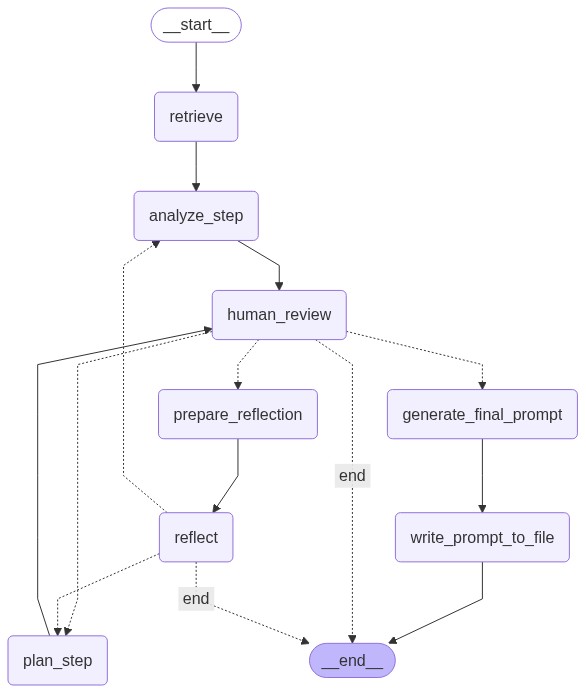 __start__
retrieve
analyze_step
human_review
prepare_reflection
generate_final_prompt
end
reflect
write_prompt_to_file
end
plan_step
__end__